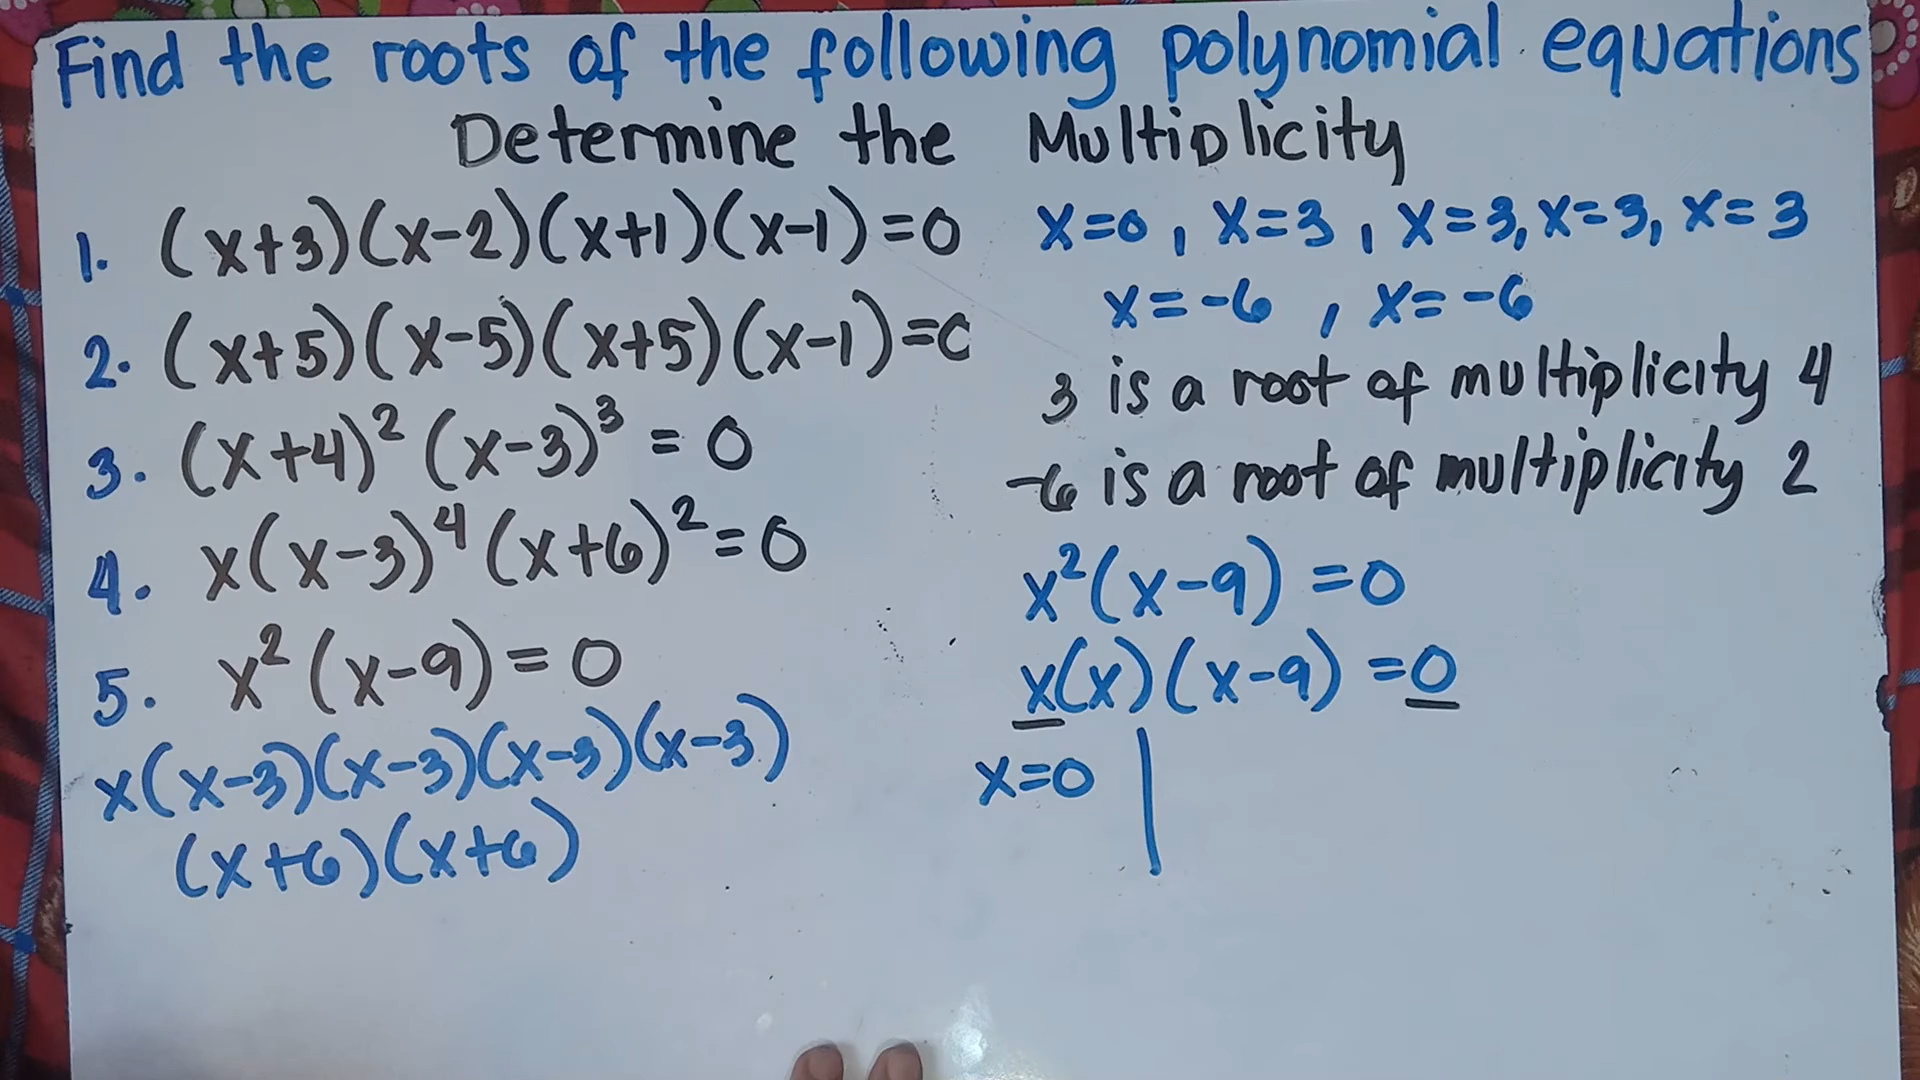 Find the roots of the following polynomial equations
Determine the Multiplicity
1. (x+3)(x-2)(x+1)(x-1)=0
2. (x+5)(x-5)(x+5)(x-1)=0
3. (x+4)² (x-3)³ = 0
4. x(x-3)⁴ (x+6)² = 0
5. x² (x-9) = 0
x(x-3)(x-3)(x-3)(x-3)
(x+6)(x+6)
x=0, x=3, x=3, x=3, x=3
x=-6, x=-6
3 is a root of multiplicity 4
-6 is a root of multiplicity 2
x²(x-9) =0
x(x)(x-9) =0
x=0